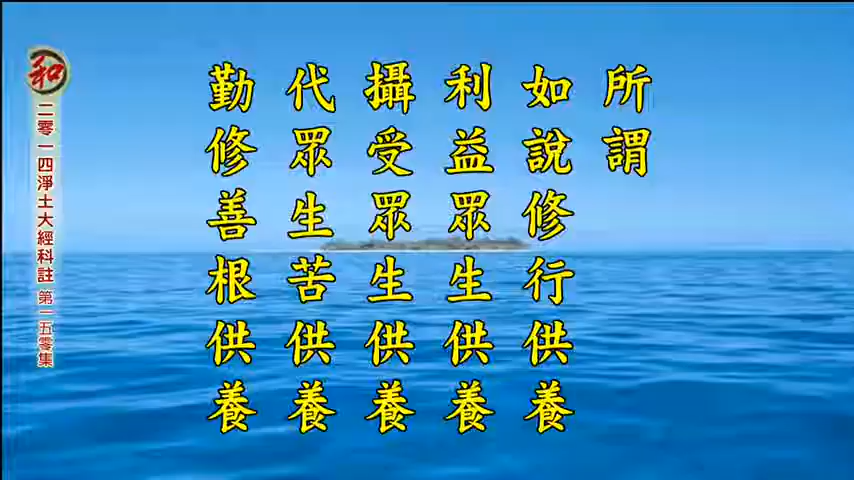 所謂
如說修行供養
利益眾生供養
攝受眾生供養
代眾生苦供養
勤修善根供養
和
二零一四淨土大經科註 第一五零集